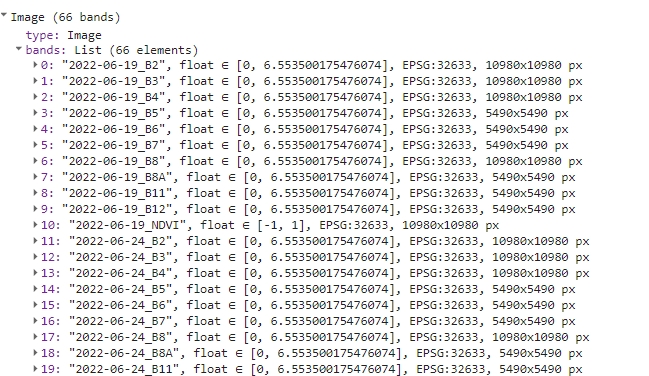 Image (66 bands)
type: Image
bands: List (66 elements)
0: "2022-06-19_B2", float ∈ [0, 6.553500175476074], EPSG:32633, 10980x10980 px
1: "2022-06-19_B3", float ∈ [0, 6.553500175476074], EPSG:32633, 10980x10980 px
2: "2022-06-19_B4", float ∈ [0, 6.553500175476074], EPSG:32633, 10980x10980 px
3: "2022-06-19_B5", float ∈ [0, 6.553500175476074], EPSG:32633, 5490x5490 px
4: "2022-06-19_B6", float ∈ [0, 6.553500175476074], EPSG:32633, 5490x5490 px
5: "2022-06-19_B7", float ∈ [0, 6.553500175476074], EPSG:32633, 5490x5490 px
6: "2022-06-19_B8", float ∈ [0, 6.553500175476074], EPSG:32633, 10980x10980 px
7: "2022-06-19_B8A", float ∈ [0, 6.553500175476074], EPSG:32633, 5490x5490 px
8: "2022-06-19_B11", float ∈ [0, 6.553500175476074], EPSG:32633, 5490x5490 px
9: "2022-06-19_B12", float ∈ [0, 6.553500175476074], EPSG:32633, 5490x5490 px
10: "2022-06-19_NDVI", float ∈ [-1, 1], EPSG:32633, 10980x10980 px
11: "2022-06-24_B2", float ∈ [0, 6.553500175476074], EPSG:32633, 10980x10980 px
12: "2022-06-24_B3", float ∈ [0, 6.553500175476074], EPSG:32633, 10980x10980 px
13: "2022-06-24_B4", float ∈ [0, 6.553500175476074], EPSG:32633, 10980x10980 px
14: "2022-06-24_B5", float ∈ [0, 6.553500175476074], EPSG:32633, 5490x5490 px
15: "2022-06-24_B6", float ∈ [0, 6.553500175476074], EPSG:32633, 5490x5490 px
16: "2022-06-24_B7", float ∈ [0, 6.553500175476074], EPSG:32633, 5490x5490 px
17: "2022-06-24_B8", float ∈ [0, 6.553500175476074], EPSG:32633, 10980x10980 px
18: "2022-06-24_B8A", float ∈ [0, 6.553500175476074], EPSG:32633, 5490x5490 px
19: "2022-06-24_B11", float ∈ [0, 6.553500175476074], EPSG:32633, 5490x5490 px